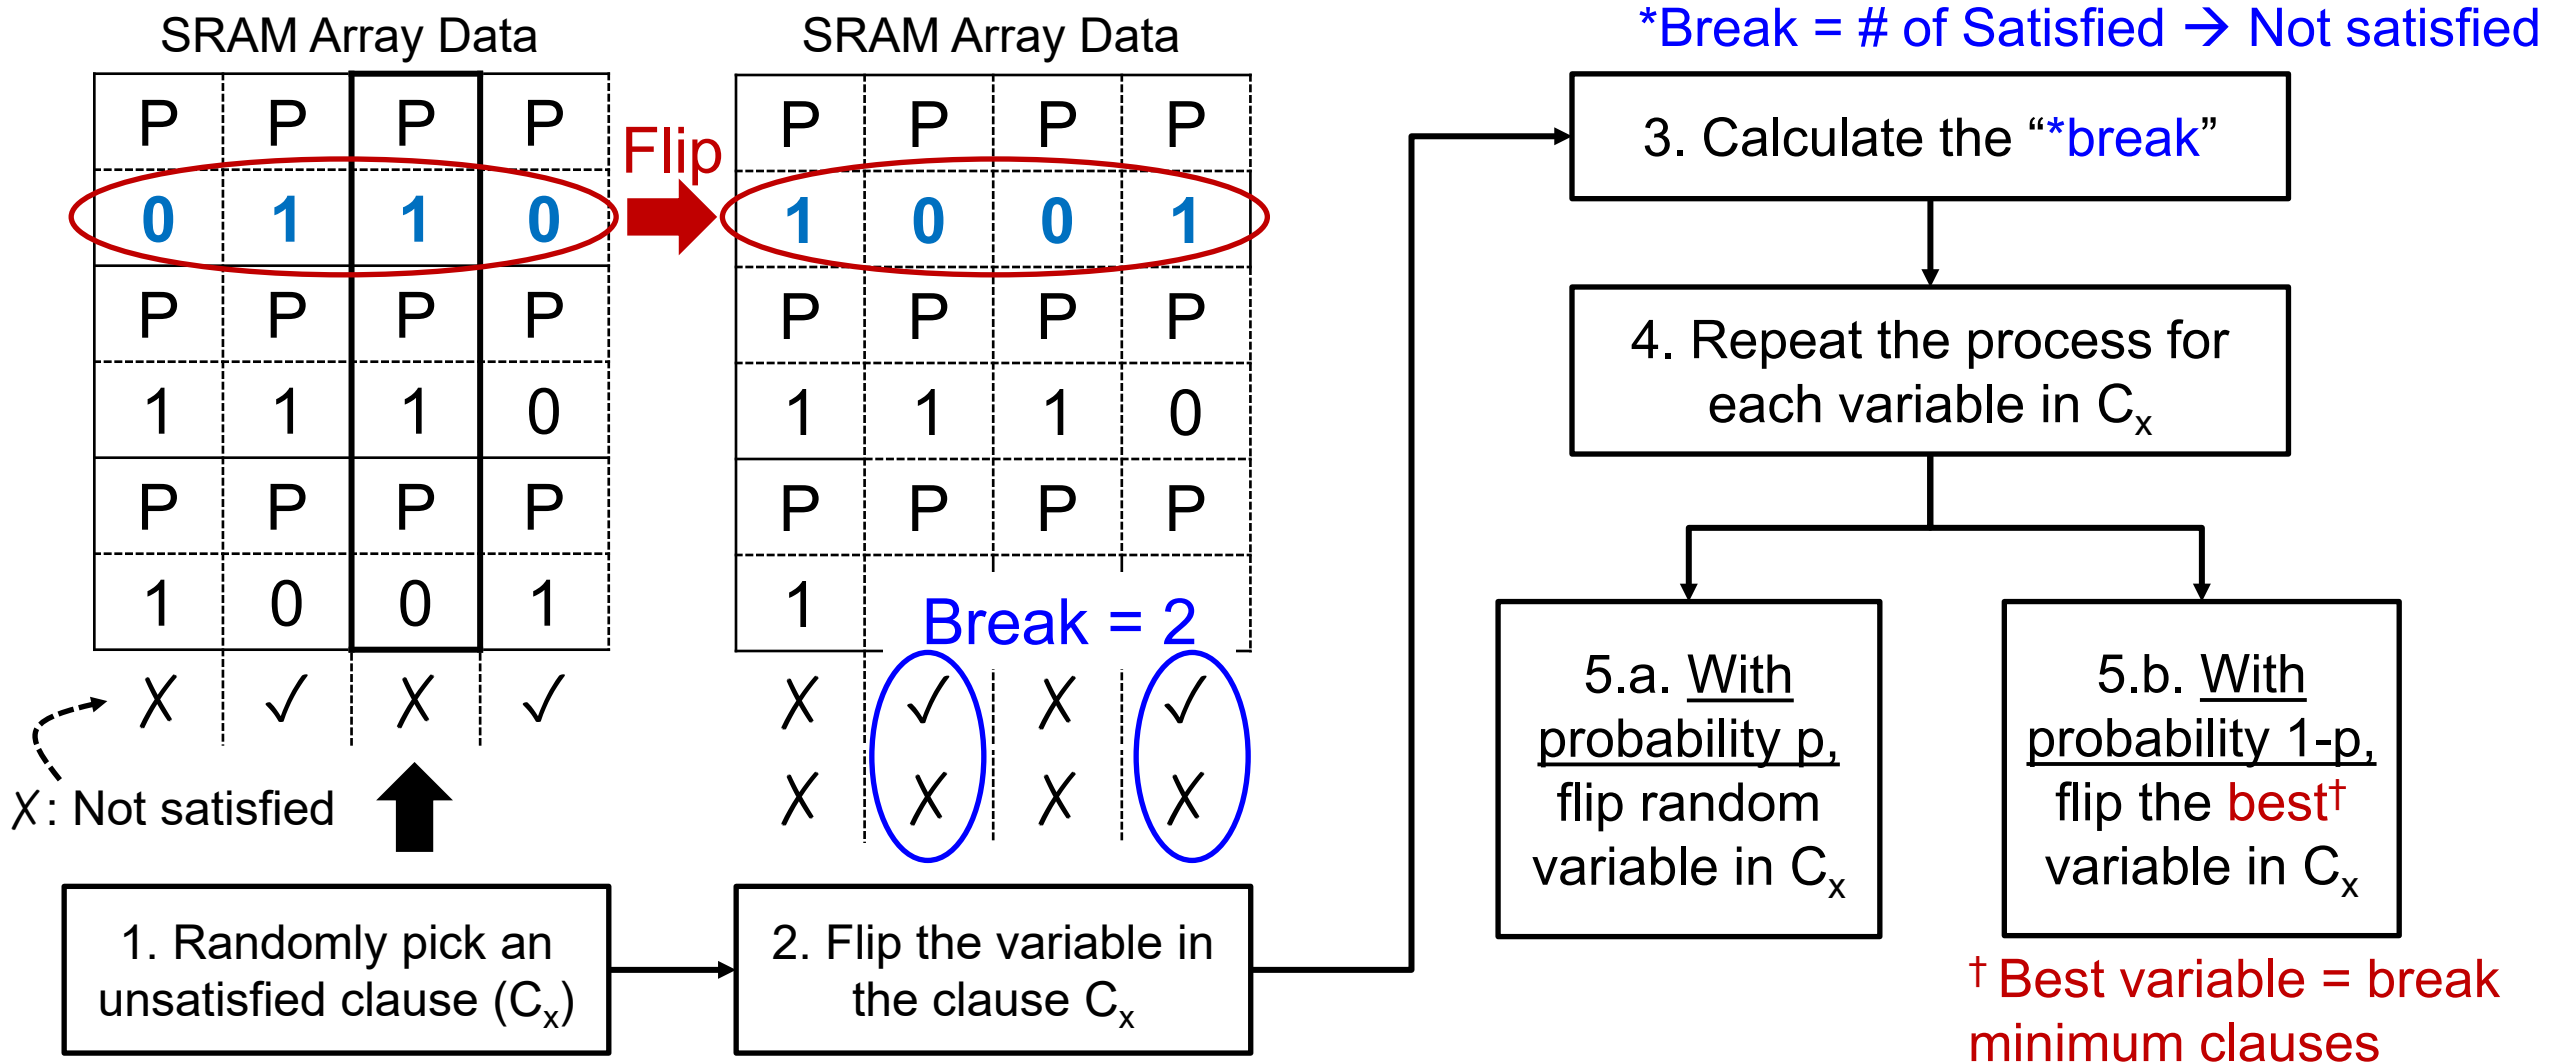 SRAM Array Data
P P P P
0 1 1 0
P P P P
1 1 1 0
P P P P
1 0 0 1
✗ ✓ ✗ ✓
✗: Not satisfied
1. Randomly pick an
unsatisfied clause (Cx)
Flip
SRAM Array Data
P P P P
1 0 0 1
P P P P
1 1 1 0
P P P P
1
Break = 2
✗ ✓ ✗ ✓
✗ ✗ ✗ ✗
2. Flip the variable in
the clause Cx
*Break = # of Satisfied → Not satisfied
3. Calculate the “*break”
4. Repeat the process for
each variable in Cx
5.a. With
probability p,
flip random
variable in Cx
5.b. With
probability 1-p,
flip the best†
variable in Cx
† Best variable = break
minimum clauses